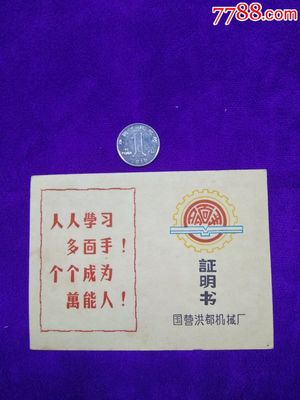 7788.com
人人學习
多面手！
个个成为
萬能人！
証明书
国营洪都机械厂